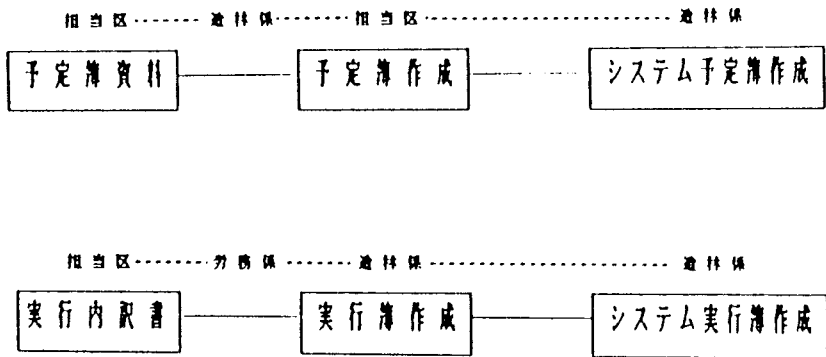 担当区‥‥‥造林係‥‥‥担当区‥‥‥‥‥‥‥‥‥造林係
予定簿資料 予定簿作成 システム予定簿作成
担当区‥‥‥労務係‥‥‥造林係‥‥‥‥‥‥‥‥‥造林係
実行内訳書 実行簿作成 システム実行簿作成